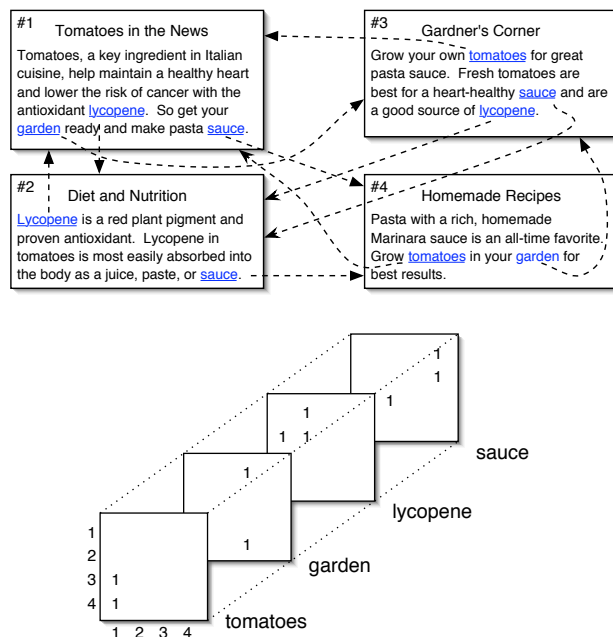 #1
Tomatoes in the News
Tomatoes, a key ingredient in Italian
cuisine, help maintain a healthy heart
and lower the risk of cancer with the
antioxidant lycopene. So get your
garden ready and make pasta sauce.
#3
Gardner's Corner
Grow your own tomatoes for great
pasta sauce. Fresh tomatoes are
best for a heart-healthy sauce and are
a good source of lycopene.
#2
Diet and Nutrition
Lycopene is a red plant pigment and
proven antioxidant. Lycopene in
tomatoes is most easily absorbed into
the body as a juice, paste, or sauce.
#4
Homemade Recipes
Pasta with a rich, homemade
Marinara sauce is an all-time favorite.
Grow tomatoes in your garden for
best results.
1
1
1
sauce
1
1 1
lycopene
1
1
garden
1
2
3 1
4 1
1 2 3 4
tomatoes